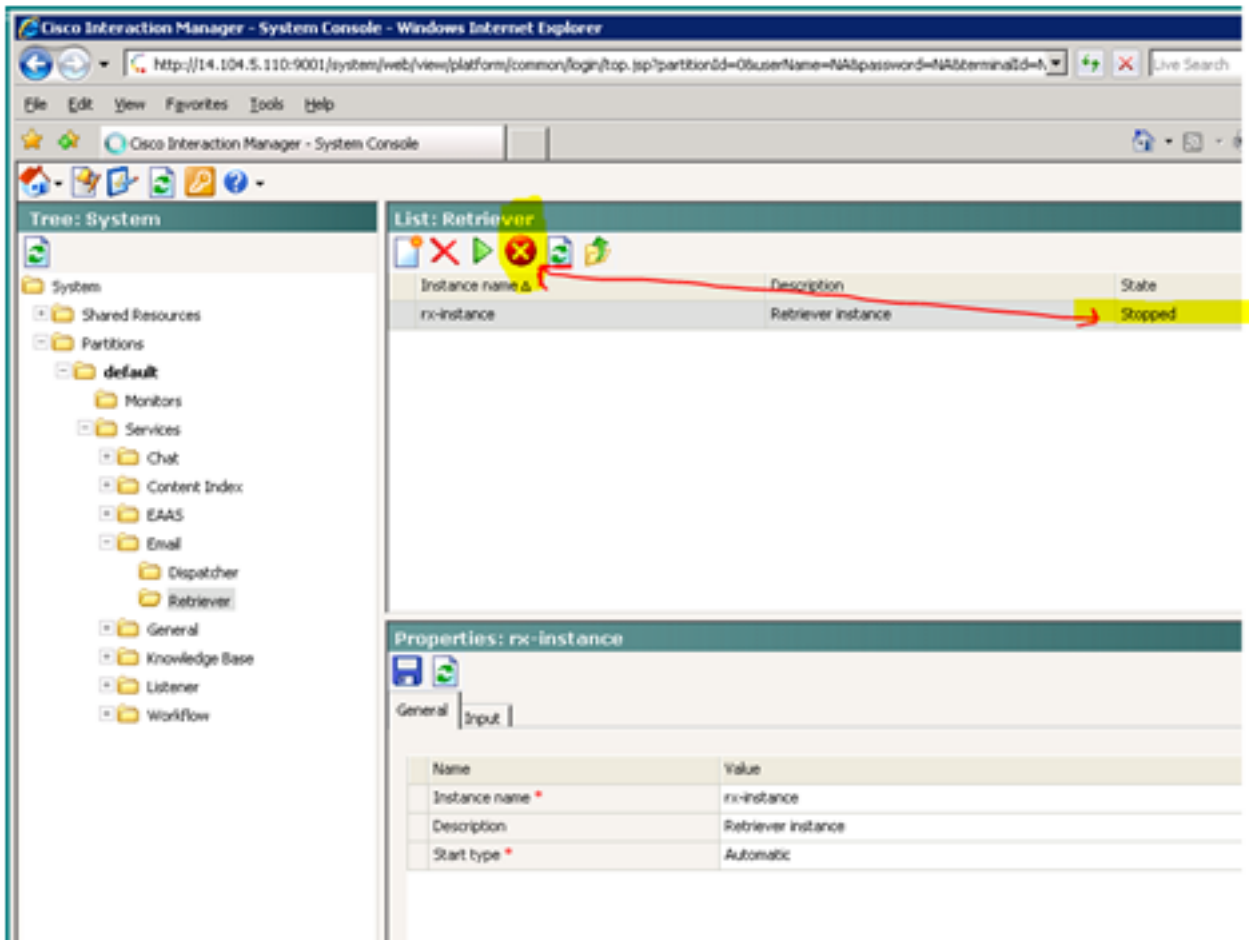 Cisco Interaction Manager - System Console - Windows Internet Explorer
http://14.104.5.110:9001/system/web/view/platform/common/login/top.jsp?partitionId=0&userName=NA&password=NA&terminalId=N
Live Search
File Edit View Favorites Tools Help
Cisco Interaction Manager - System Console
Tree: System
System
Shared Resources
Partitions
default
Monitors
Services
Chat
Content Index
EAAS
Email
Dispatcher
Retriever
General
Knowledge Base
Listener
Workflow
List: Retriever
Instance name Description State
rx-instance Retriever instance Stopped
Properties: rx-instance
General Input
Name Value
Instance name * rx-instance
Description Retriever instance
Start type * Automatic